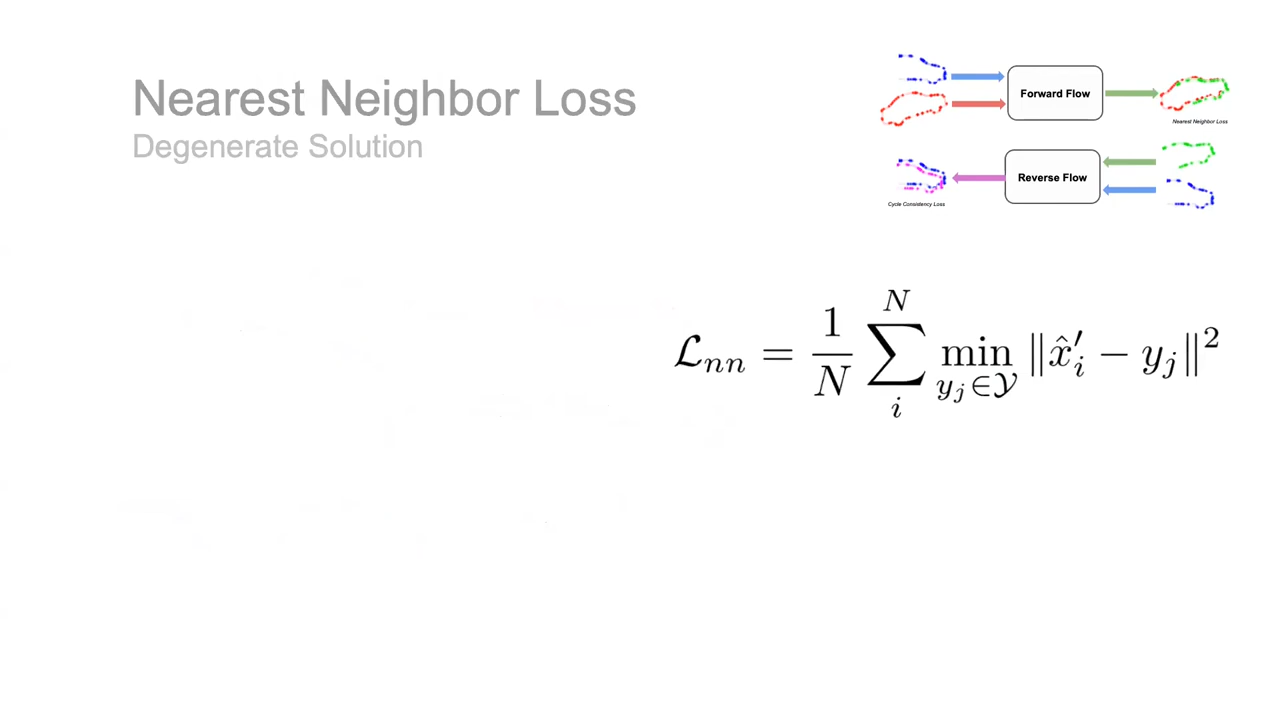 Nearest Neighbor Loss
Degenerate Solution
Forward Flow
Nearest Neighbor Loss
Reverse Flow
Cycle Consistency Loss
$\mathcal{L}_{nn} = \frac{1}{N} \sum_{i}^{N} \min_{y_j \in \mathcal{Y}} \|\hat{x}'_i - y_j\|^2$